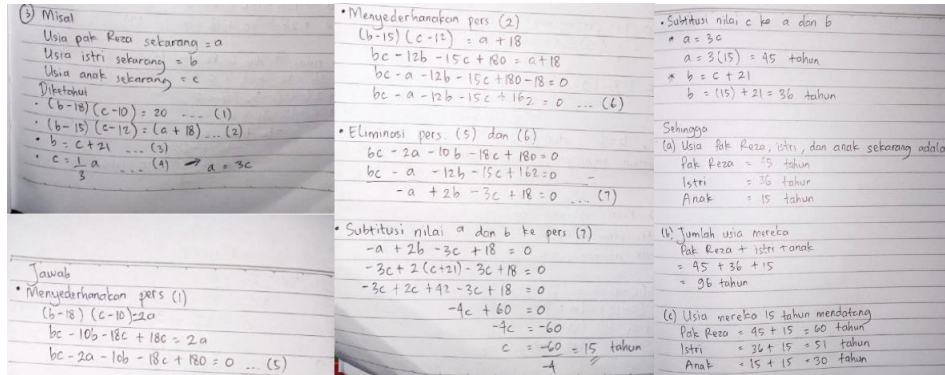 ③ Misal
Usia pak Reza sekarang = a
Usia istri sekarang = b
Usia anak sekarang = c
Diketahui
• (b-18)(c-10) = 2a ... (1)
• (b-15)(c-12) = (a+18) ... (2)
• b = c+21 ... (3)
• c = 1/3 a ... (4) → a = 3c
Jawab
• Menyederhanakan pers (1)
(b-18)(c-10)=2a
bc - 10b - 18c + 180 = 2a
bc - 2a - 10b - 18c + 180 = 0 ... (5)
• Menyederhanakan pers (2)
(b-15)(c-12) = a + 18
bc - 12b - 15c + 180 = a+18
bc - a - 12b - 15c + 180 - 18 = 0
bc - a - 12b - 15c + 162 = 0 ... (6)
• Eliminasi pers. (5) dan (6)
bc - 2a - 10b - 18c + 180 = 0
bc - a - 12b - 15c + 162 = 0 -
-a + 2b - 3c + 18 = 0 ... (7)
• Subtitusi nilai a dan b ke pers (7)
-a + 2b - 3c + 18 = 0
-3c + 2(c+21) - 3c + 18 = 0
-3c + 2c + 42 - 3c + 18 = 0
-4c + 60 = 0
-4c = -60
c = -60/-4 = 15 tahun
• Subtitusi nilai c ke a dan b
* a = 3c
a = 3(15) = 45 tahun
* b = c + 21
b = (15) + 21 = 36 tahun
Sehingga
(a) Usia Pak Reza, istri, dan anak sekarang adala
Pak Reza = 45 tahun
Istri = 36 tahun
Anak = 15 tahun
(b) Jumlah usia mereka
Pak Reza + istri + anak
= 45 + 36 + 15
= 96 tahun
(c) Usia mereka 15 tahun mendatang
Pak Reza = 45 + 15 = 60 tahun
Istri = 36 + 15 = 51 tahun
Anak = 15 + 15 = 30 tahun